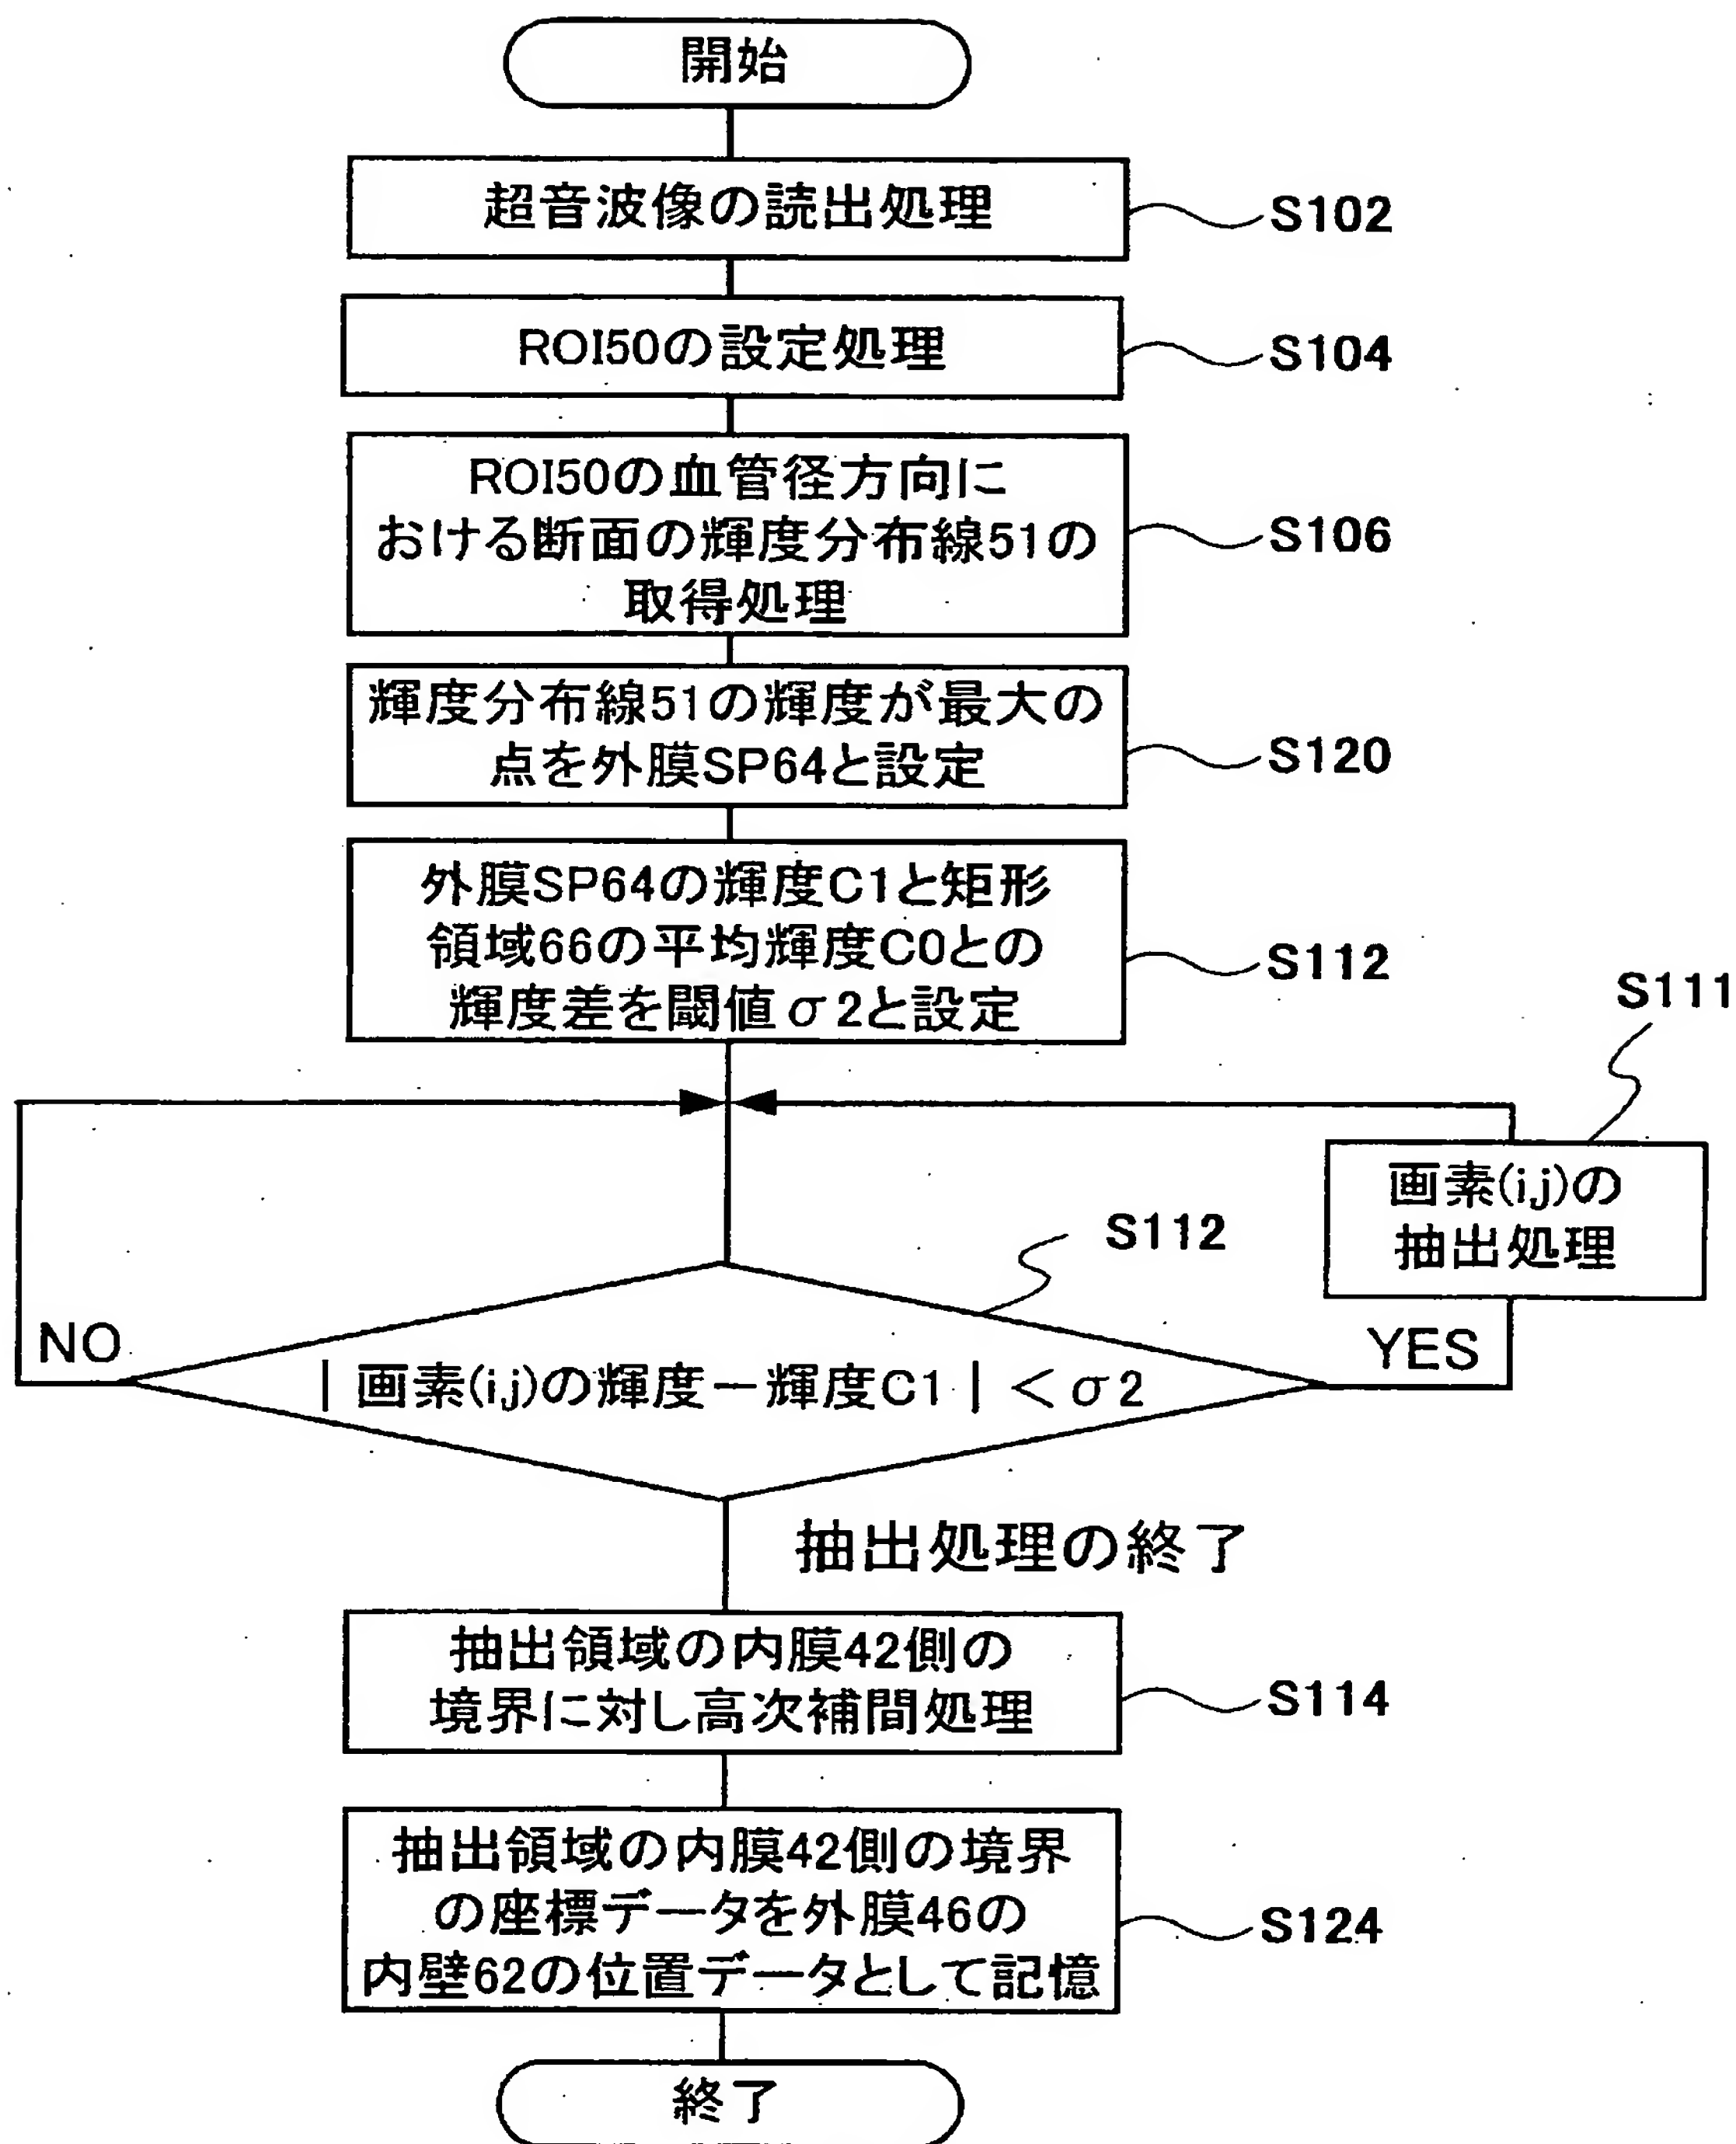 開始
超音波像の読出処理
S102
ROI50の設定処理
S104
ROI50の血管径方向に
おける断面の輝度分布線51の
取得処理
S106
輝度分布線51の輝度が最大の
点を外膜SP64と設定
S120
外膜SP64の輝度C1と矩形
領域66の平均輝度C0との
輝度差を閾値σ2と設定
S112
S111
画素(i,j)の
抽出処理
S112
NO
YES
|画素(i,j)の輝度－輝度C1|＜σ2
抽出処理の終了
抽出領域の内膜42側の
境界に対し高次補間処理
S114
抽出領域の内膜42側の境界
の座標データを外膜46の
内壁62の位置データとして記憶
S124
終了